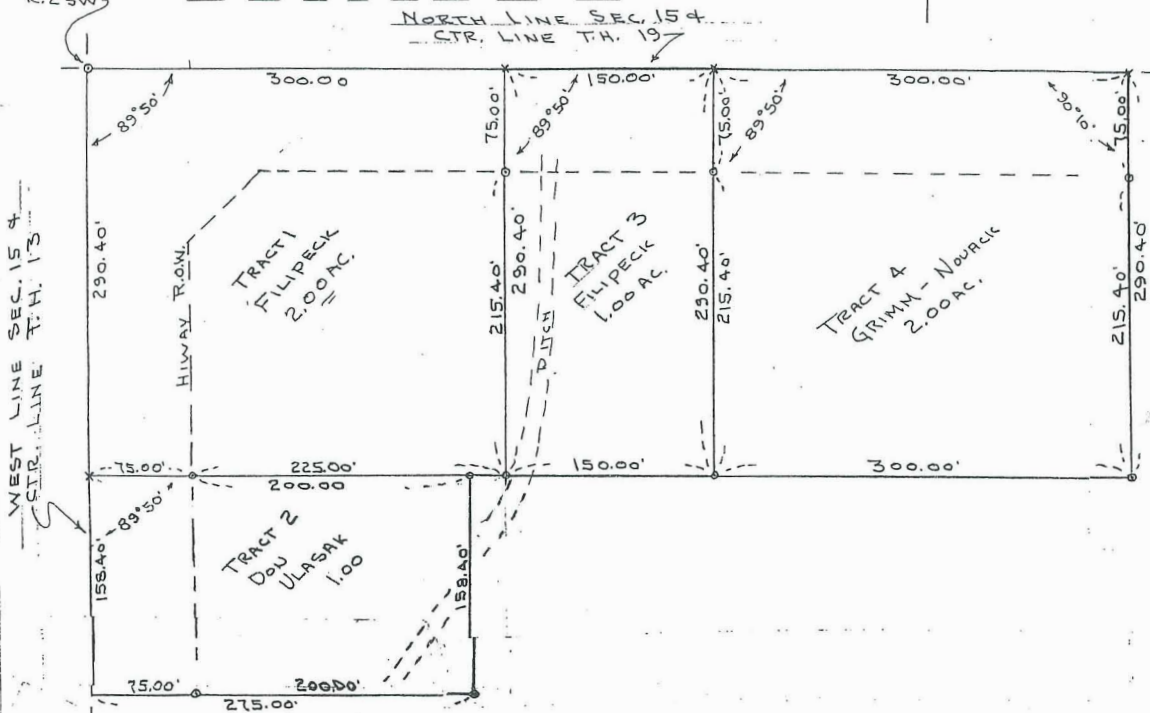 R.23W
NORTH LINE SEC. 15 &
CTR. LINE T.H. 19
300.00
150.00'
300.00'
89°50'
75.00'
89°50'
75.00'
89°50'
90°10'
75.00'
WEST LINE SEC. 15 &
CTR. LINE T.H. 13
290.40'
HIWAY R.O.W.
TRACT 1
FILIPECK
2.00 AC.
215.40'
290.40'
DITCH
TRACT 3
FILIPECK
1.00 AC.
290.40'
215.40'
TRACT 4
GRIMM - NOVACK
2.00 AC.
215.40'
290.40'
75.00'
225.00'
150.00'
300.00'
200.00
89°50'
158.40'
TRACT 2
DON
ULASAK
1.00
158.40'
75.00'
200.00'
275.00'